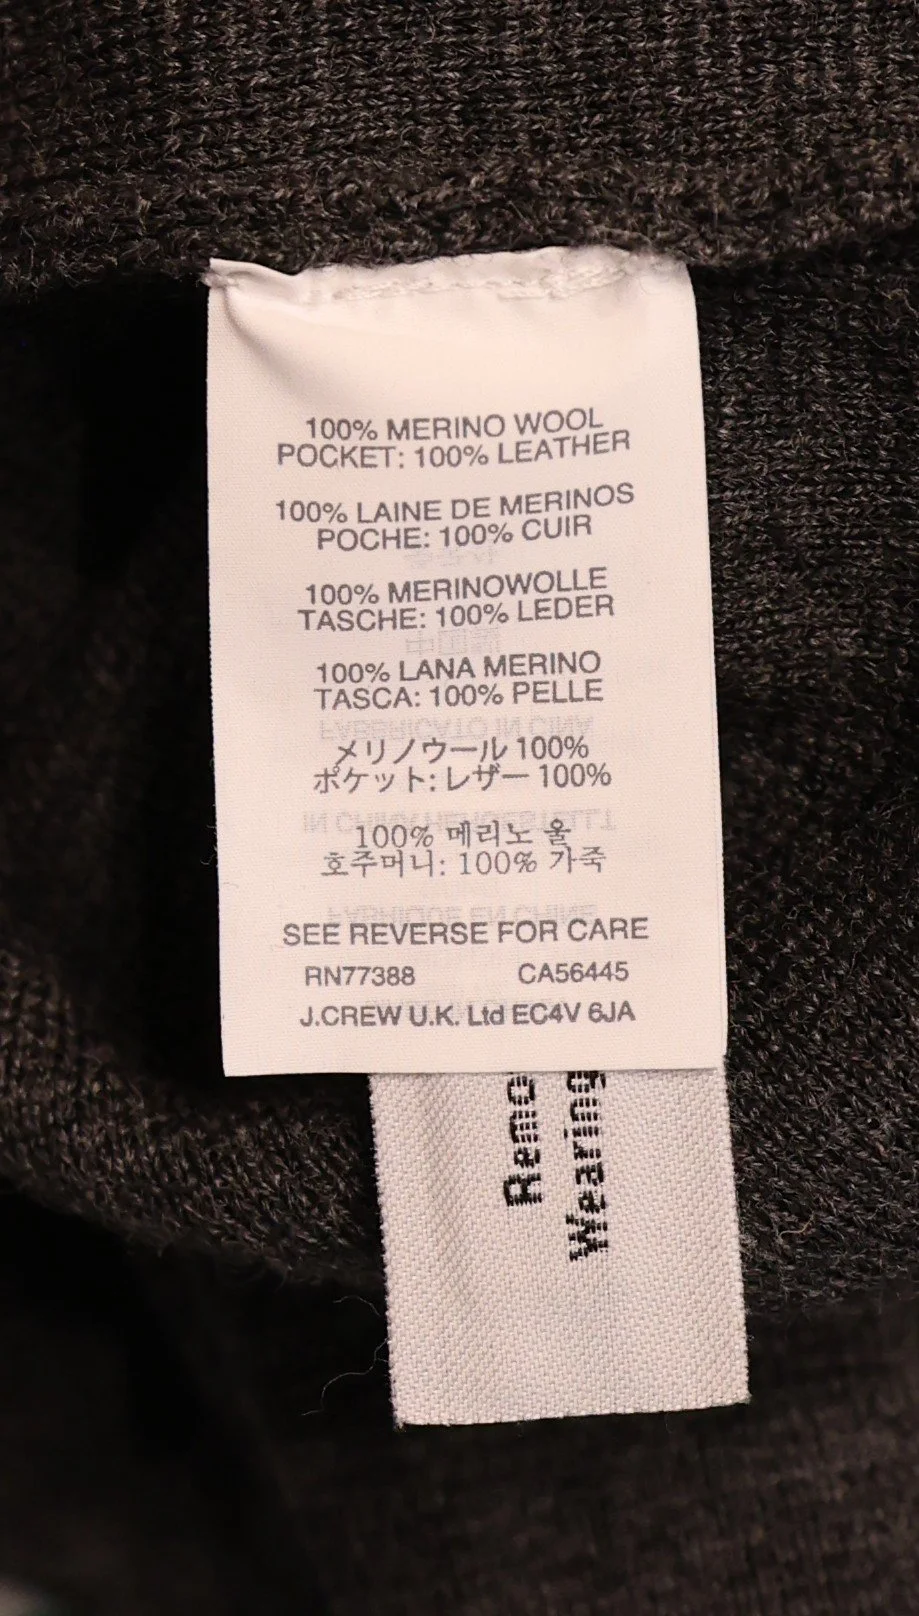 100% MERINO WOOL
POCKET: 100% LEATHER
100% LAINE DE MERINOS
POCHE: 100% CUIR
100% MERINOWOLLE
TASCHE: 100% LEDER
100% LANA MERINO
TASCA: 100% PELLE
メリノウール 100%
ポケット: レザー 100%
100% 메리노 울
호주머니: 100% 가죽
SEE REVERSE FOR CARE
RN77388 CA56445
J.CREW U.K. Ltd EC4V 6JA
Remo
Wearing